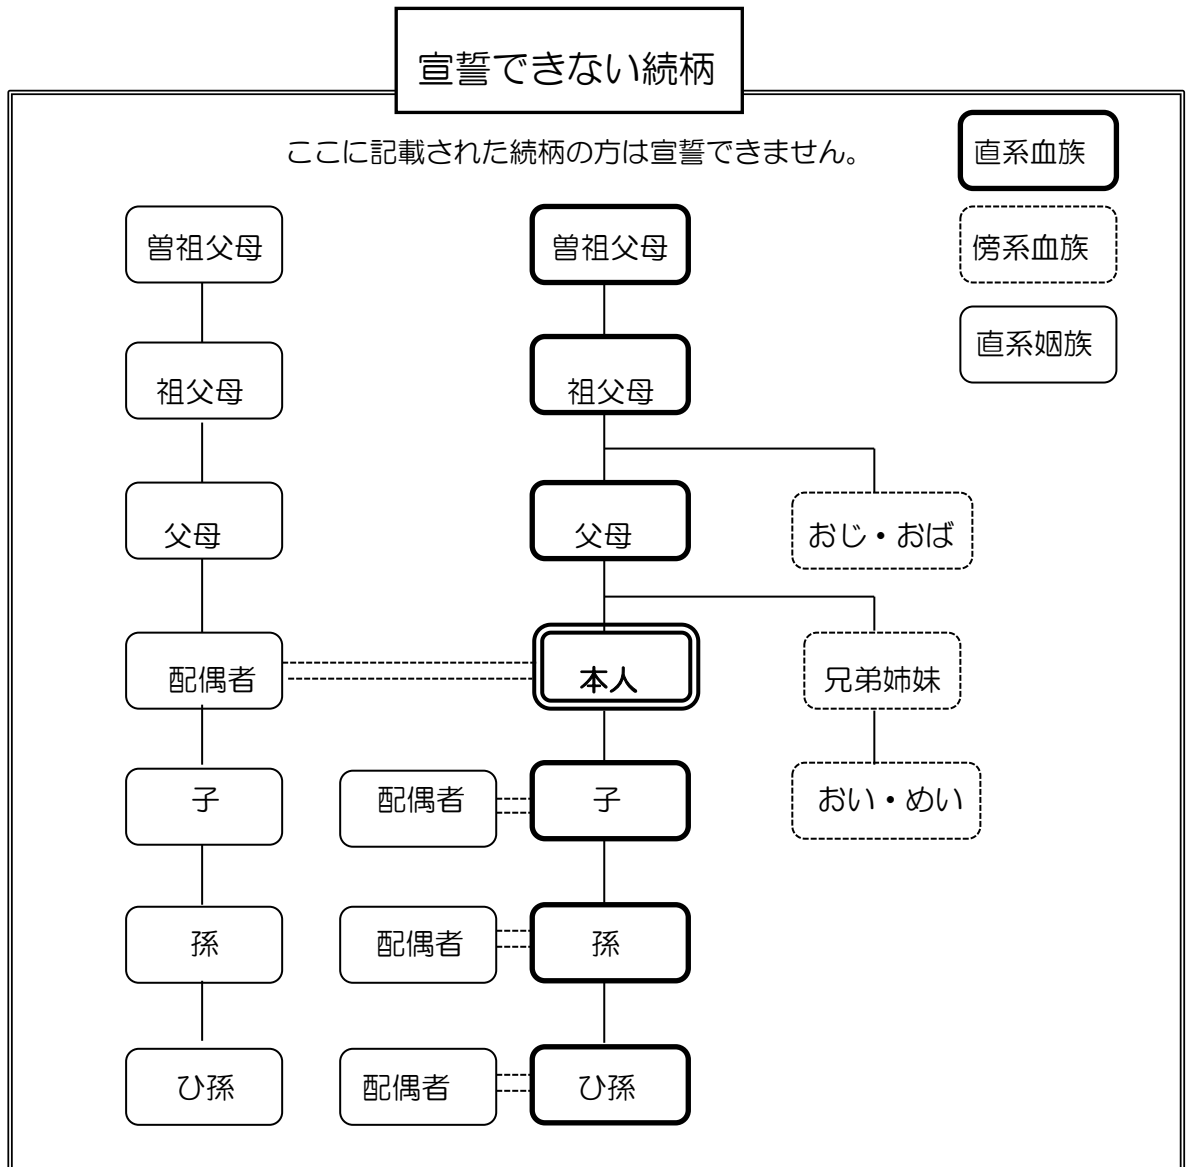 宣誓できない続柄
ここに記載された続柄の方は宣誓できません。
直系血族
傍系血族
直系姻族
曽祖父母
曽祖父母
祖父母
祖父母
父母
父母
おじ・おば
配偶者
本人
兄弟姉妹
子
配偶者
子
おい・めい
孫
配偶者
孫
ひ孫
配偶者
ひ孫